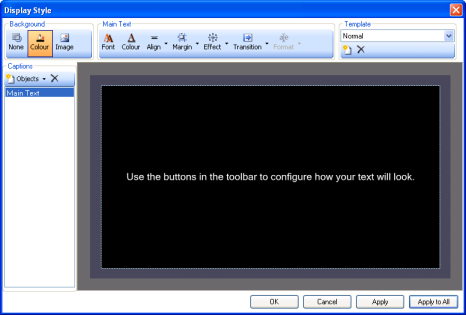 Display Style
Background
None Colour Image
Main Text
Font Colour Align Margin Effect Transition Format
Template
Normal
Captions
Objects
Main Text
Use the buttons in the toolbar to configure how your text will look.
OK Cancel Apply Apply to All